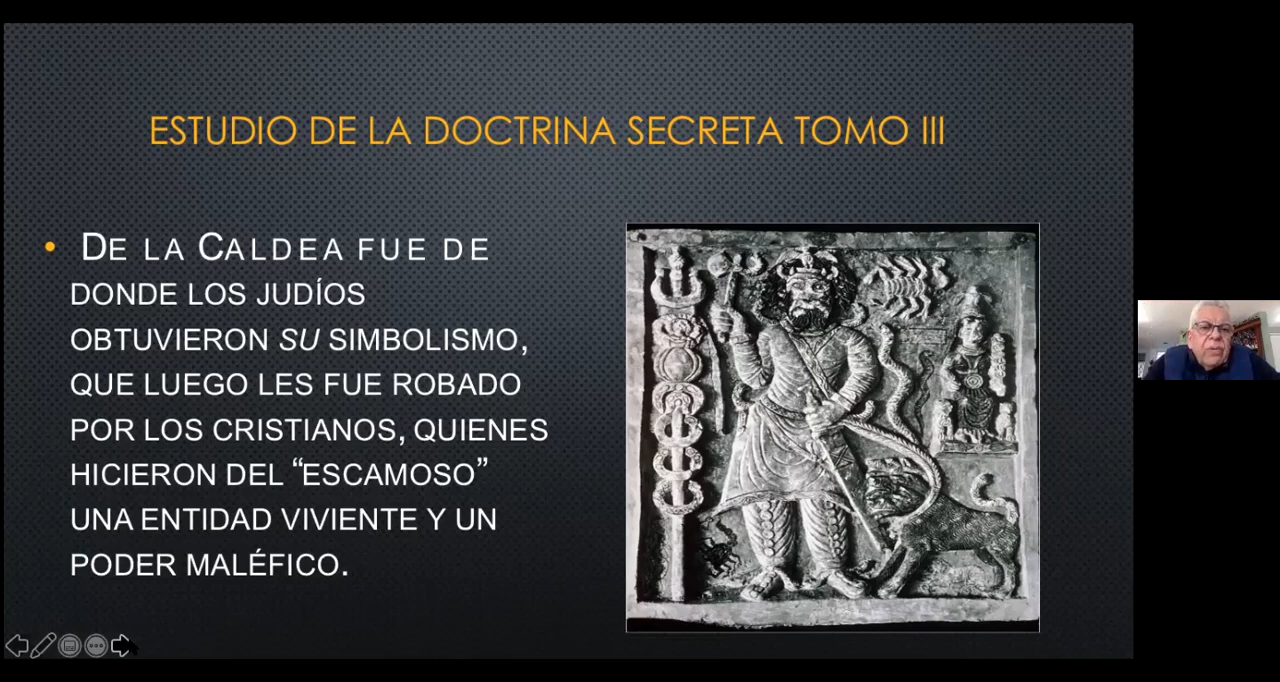 ESTUDIO DE LA DOCTRINA SECRETA TOMO III
• DE LA CALDEA FUE DE
DONDE LOS JUDÍOS
OBTUVIERON SU SIMBOLISMO,
QUE LUEGO LES FUE ROBADO
POR LOS CRISTIANOS, QUIENES
HICIERON DEL “ESCAMOSO”
UNA ENTIDAD VIVIENTE Y UN
PODER MALÉFICO.